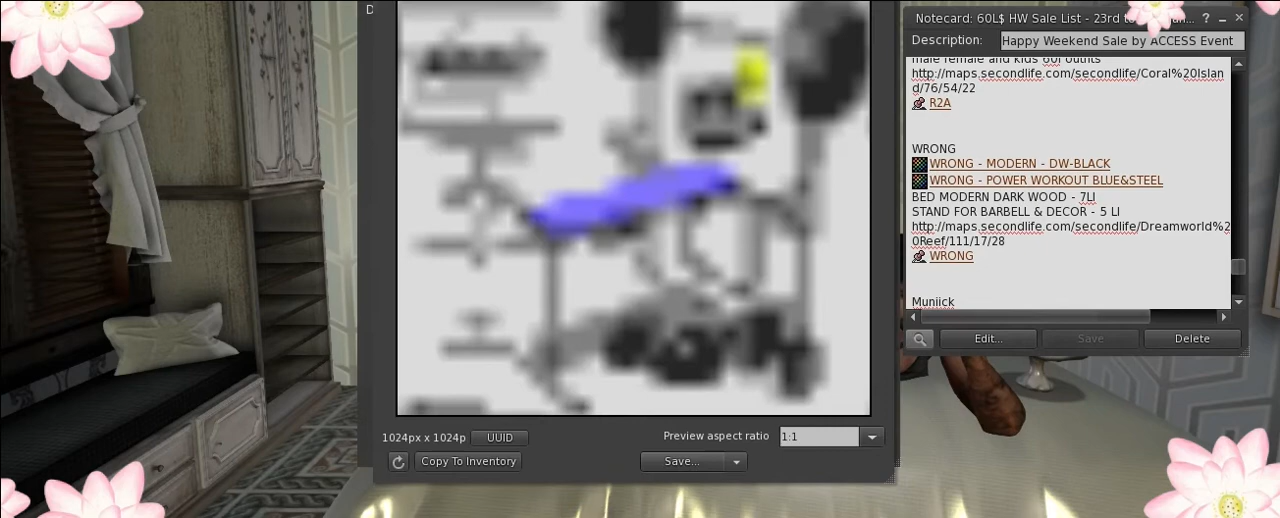 D
Notecard: 60L$ HW Sale List - 23rd to
Description: Happy Weekend Sale by ACCESS Event
male female and kids 60l outfits
http://maps.secondlife.com/secondlife/Coral%20Islan
d/76/54/22
R2A
WRONG
WRONG - MODERN - DW-BLACK
WRONG - POWER WORKOUT BLUE&STEEL
BED MODERN DARK WOOD - 7LI
STAND FOR BARBELL & DECOR - 5 LI
http://maps.secondlife.com/secondlife/Dreamworld%2
0Reef/111/17/28
WRONG
Muniick
Edit...
Save
Delete
1024px x 1024p
UUID
Preview aspect ratio
1:1
Copy To Inventory
Save...